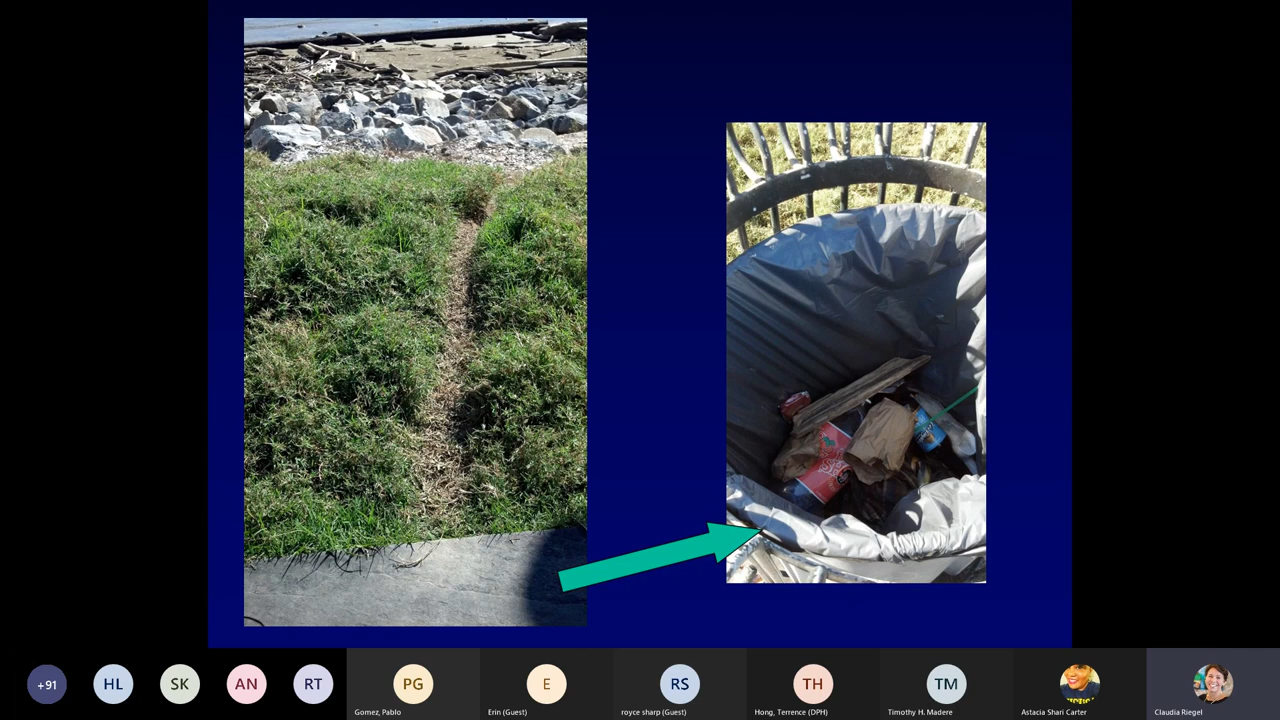 +91
HL
SK
AN
RT
PG
E
RS
TH
TM
Gomez, Pablo
Erin (Guest)
royce sharp (Guest)
Hong, Terrence (DPH)
Timothy H. Madere
Astacia Shari Carter
Claudia Riegel